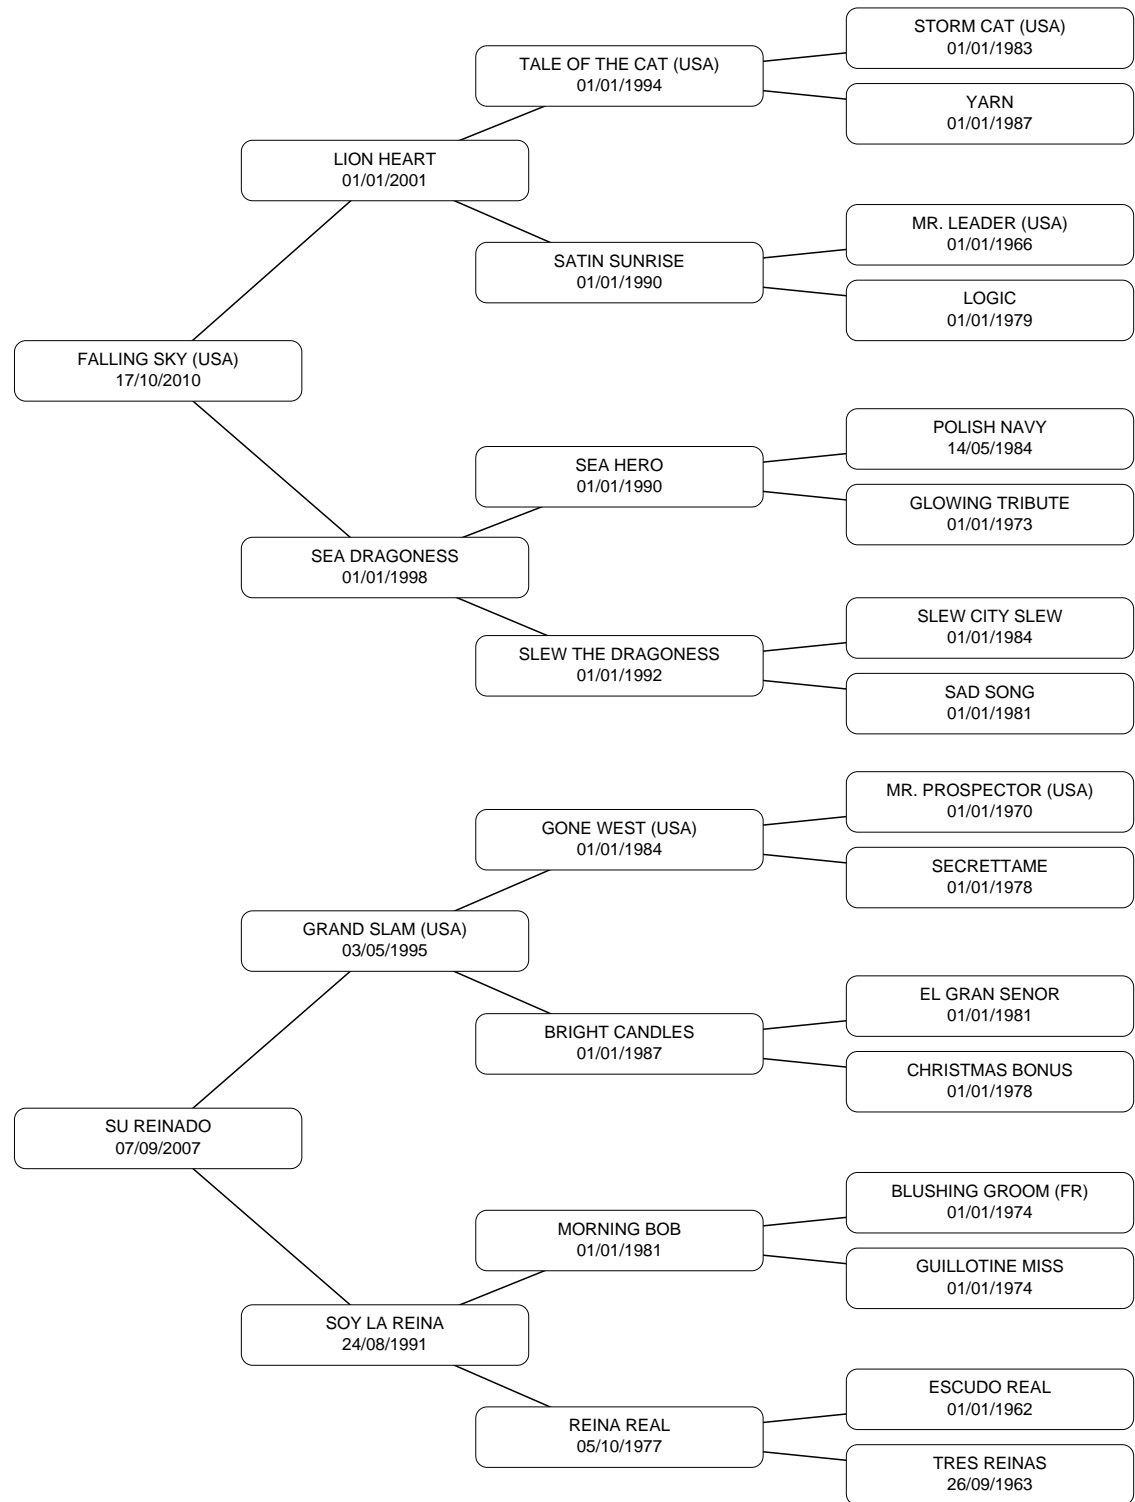 STORM CAT (USA)
01/01/1983
TALE OF THE CAT (USA)
01/01/1994
YARN
01/01/1987
LION HEART
01/01/2001
MR. LEADER (USA)
01/01/1966
SATIN SUNRISE
01/01/1990
LOGIC
01/01/1979
FALLING SKY (USA)
17/10/2010
POLISH NAVY
14/05/1984
SEA HERO
01/01/1990
GLOWING TRIBUTE
01/01/1973
SEA DRAGONESS
01/01/1998
SLEW CITY SLEW
01/01/1984
SLEW THE DRAGONESS
01/01/1992
SAD SONG
01/01/1981
MR. PROSPECTOR (USA)
01/01/1970
GONE WEST (USA)
01/01/1984
SECRETTAME
01/01/1978
GRAND SLAM (USA)
03/05/1995
EL GRAN SENOR
01/01/1981
BRIGHT CANDLES
01/01/1987
CHRISTMAS BONUS
01/01/1978
SU REINADO
07/09/2007
BLUSHING GROOM (FR)
01/01/1974
MORNING BOB
01/01/1981
GUILLOTINE MISS
01/01/1974
SOY LA REINA
24/08/1991
ESCUDO REAL
01/01/1962
REINA REAL
05/10/1977
TRES REINAS
26/09/1963